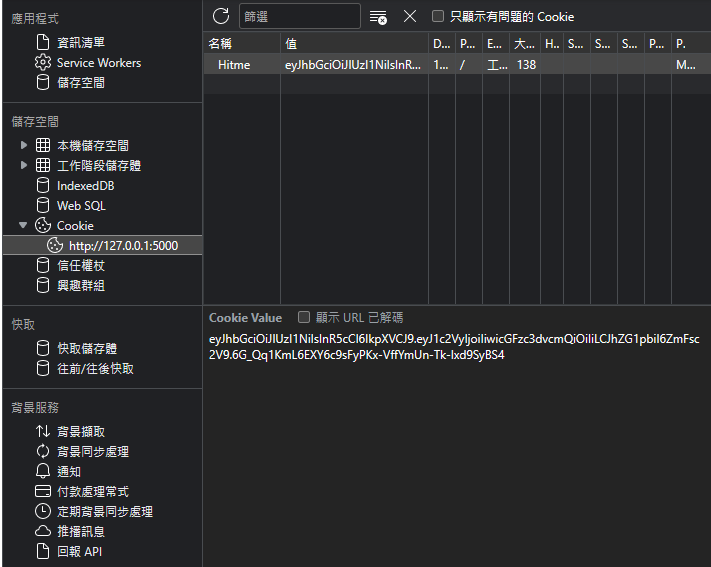 應用程式
資訊清單
Service Workers
儲存空間
儲存空間
本機儲存空間
工作階段儲存體
IndexedDB
Web SQL
Cookie
http://127.0.0.1:5000
信任權杖
興趣群組
快取
快取儲存體
往前/往後快取
背景服務
背景擷取
背景同步處理
通知
付款處理常式
定期背景同步處理
推播訊息
回報 API
篩選 只顯示有問題的 Cookie
名稱 值 D... P... E... 大... H.. S... S... S... P... P.
Hitme eyJhbGciOiJIUzI1NiIsInR... 1... / 工... 138 M...
Cookie Value 顯示 URL 已解碼
eyJhbGciOiJIUzI1NiIsInR5cCI6IkpXVCJ9.eyJ1c2VyIjoiIiwicGFzc3dvcmQiOiIiLCJhZG1pbiI6ZmFsc
2V9.6G_Qq1KmL6EXY6c9sFyPKx-VffYmUn-Tk-Ixd9SyBS4